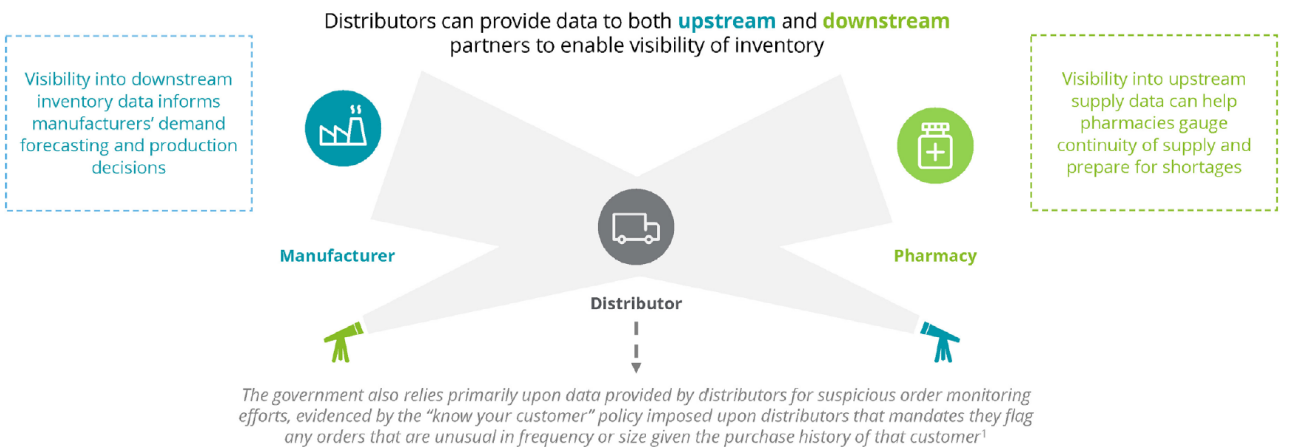 Distributors can provide data to both upstream and downstream
partners to enable visibility of inventory
Visibility into downstream
inventory data informs
manufacturers’ demand
forecasting and production
decisions
Visibility into upstream
supply data can help
pharmacies gauge
continuity of supply and
prepare for shortages
Manufacturer
Pharmacy
Distributor
The government also relies primarily upon data provided by distributors for suspicious order monitoring
efforts, evidenced by the “know your customer” policy imposed upon distributors that mandates they flag
any orders that are unusual in frequency or size given the purchase history of that customer¹